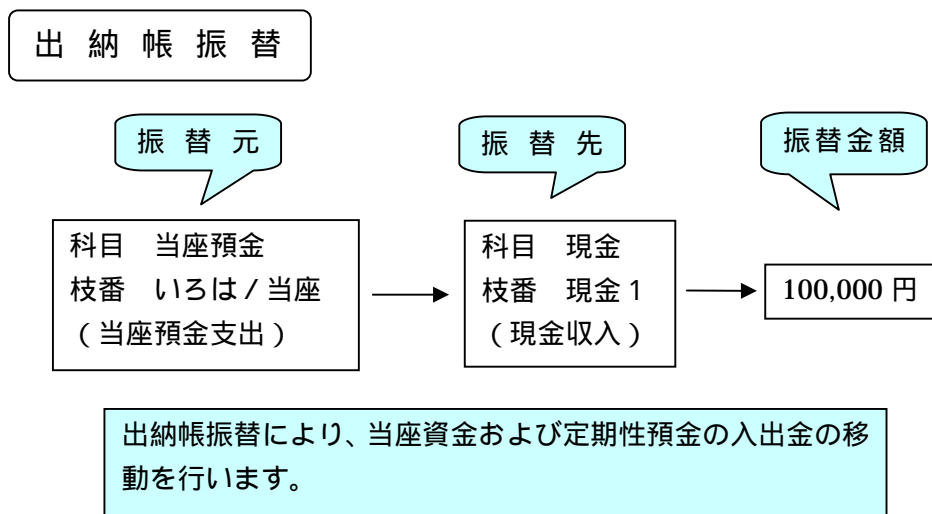 出 納 帳 振 替
振 替 元
振 替 先
振替金額
科目　当座預金
枝番　いろは / 当座
( 当座預金支出 )
科目　現金
枝番　現金 1
( 現金収入 )
100,000 円
出納帳振替により、当座資金および定期性預金の入出金の移
動を行います。